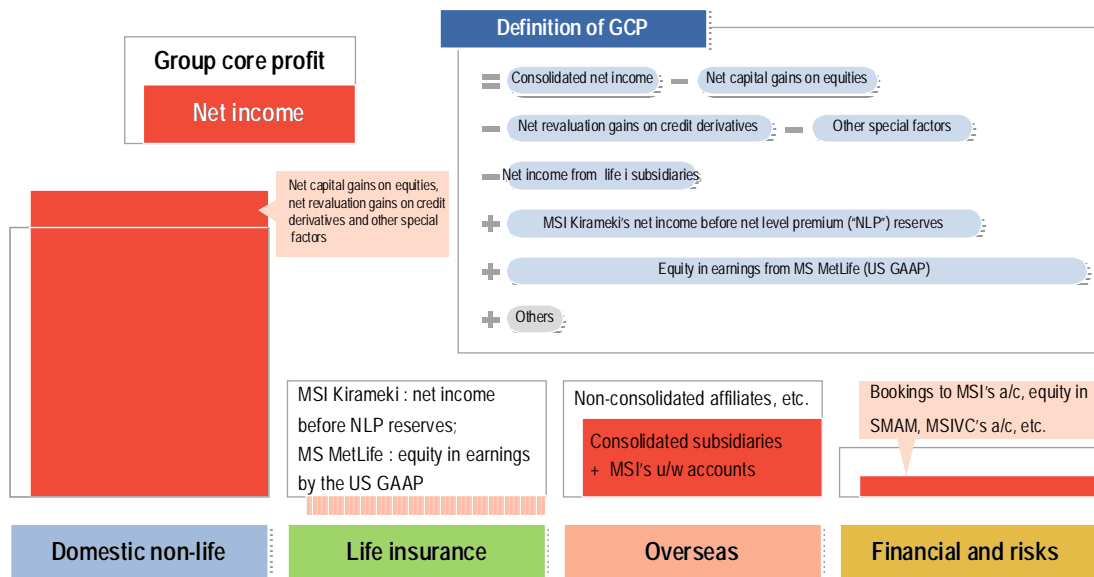 Definition of GCP
Group core profit
Net income
= Consolidated net income − Net capital gains on equities
− Net revaluation gains on credit derivatives − Other special factors
− Net income from life i subsidiaries
+ MSI Kirameki's net income before net level premium ("NLP") reserves
+ Equity in earnings from MS MetLife (US GAAP)
+ Others
Net capital gains on equities,
net revaluation gains on credit
derivatives and other special
factors
MSI Kirameki : net income
before NLP reserves;
MS MetLife : equity in earnings
by the US GAAP
Non-consolidated affiliates, etc.
Consolidated subsidiaries
+ MSI's u/w accounts
Bookings to MSI's a/c, equity in
SMAM, MSIVC's a/c, etc.
Domestic non-life
Life insurance
Overseas
Financial and risks